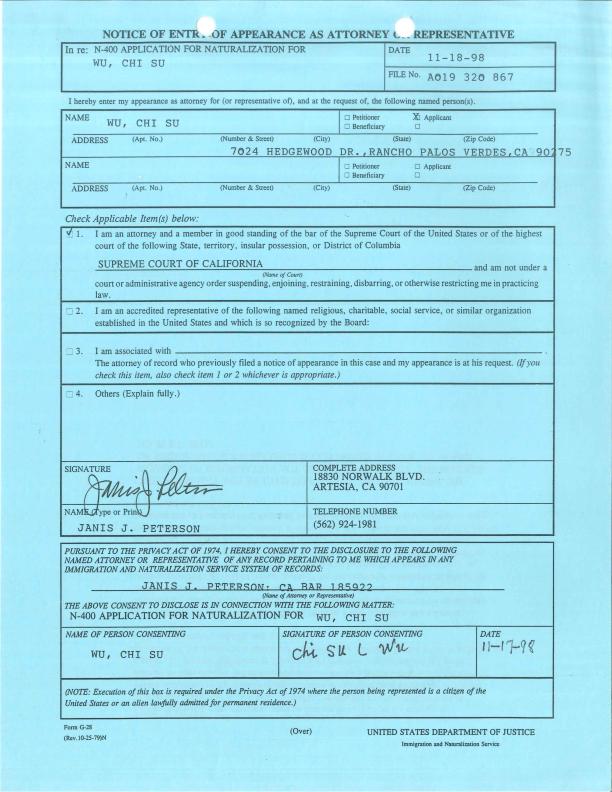 NOTICE OF ENTRY OF APPEARANCE AS ATTORNEY REPRESENTATIVE
In re: N-400 APPLICATION FOR NATURALIZATION FOR
WU, CHI SU
DATE
11-18-98
FILE No. A019 320 867
I hereby enter my appearance as attorney for (or representative of), and at the request of, the following named person(s).
NAME WU, CHI SU
☐ Petitioner X Applicant
☐ Beneficiary ☐
ADDRESS (Apt. No.) (Number & Street) (City) (State) (Zip Code)
7024 HEDGEWOOD DR.,RANCHO PALOS VERDES,CA 90275
NAME
☐ Petitioner ☐ Applicant
☐ Beneficiary ☐
ADDRESS (Apt. No.) (Number & Street) (City) (State) (Zip Code)
Check Applicable Item(s) below:
☑ 1. I am an attorney and a member in good standing of the bar of the Supreme Court of the United States or of the highest
court of the following State, territory, insular possession, or District of Columbia
SUPREME COURT OF CALIFORNIA and am not under a
(Name of Court)
court or administrative agency order suspending, enjoining, restraining, disbarring, or otherwise restricting me in practicing
law.
☐ 2. I am an accredited representative of the following named religious, charitable, social service, or similar organization
established in the United States and which is so recognized by the Board:
☐ 3. I am associated with
The attorney of record who previously filed a notice of appearance in this case and my appearance is at his request. (If you
check this item, also check item 1 or 2 whichever is appropriate.)
☐ 4. Others (Explain fully.)
SIGNATURE
Janis J Peterson
COMPLETE ADDRESS
18830 NORWALK BLVD.
ARTESIA, CA 90701
NAME (Type or Print)
JANIS J. PETERSON
TELEPHONE NUMBER
(562) 924-1981
PURSUANT TO THE PRIVACY ACT OF 1974, I HEREBY CONSENT TO THE DISCLOSURE TO THE FOLLOWING
NAMED ATTORNEY OR REPRESENTATIVE OF ANY RECORD PERTAINING TO ME WHICH APPEARS IN ANY
IMMIGRATION AND NATURALIZATION SERVICE SYSTEM OF RECORDS:
JANIS J. PETERSON; CA BAR 185922
(Name of Attorney or Representative)
THE ABOVE CONSENT TO DISCLOSE IS IN CONNECTION WITH THE FOLLOWING MATTER:
N-400 APPLICATION FOR NATURALIZATION FOR WU, CHI SU
NAME OF PERSON CONSENTING
WU, CHI SU
SIGNATURE OF PERSON CONSENTING
Chi SU L Wu
DATE
11-17-98
(NOTE: Execution of this box is required under the Privacy Act of 1974 where the person being represented is a citizen of the
United States or an alien lawfully admitted for permanent residence.)
Form G-28
(Rev.10-25-79)N
(Over)
UNITED STATES DEPARTMENT OF JUSTICE
Immigration and Naturalization Service